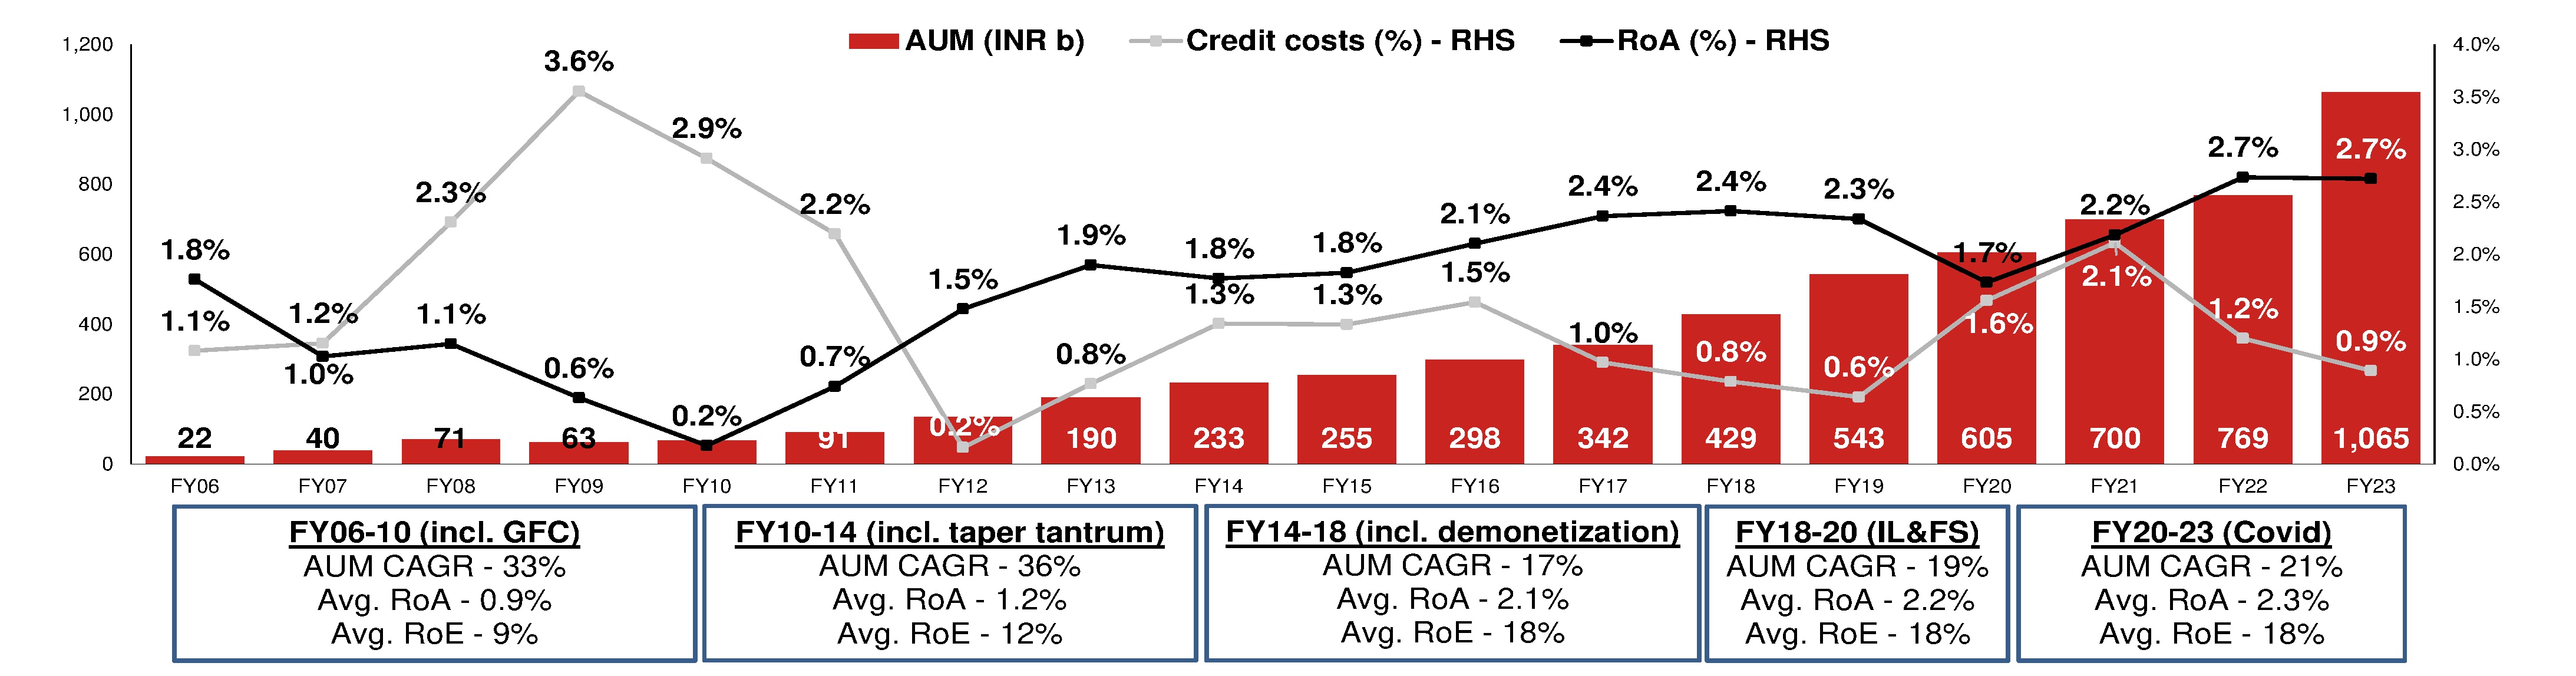 AUM (INR b) Credit costs (%) - RHS RoA (%) - RHS
1,200
1,000
800
600
400
200
0
4.0%
3.5%
3.0%
2.5%
2.0%
1.5%
1.0%
0.5%
0.0%
1.8% 1.0% 1.1% 0.6% 0.2% 0.7% 1.5% 1.9% 1.8% 1.8% 2.1% 2.4% 2.4% 2.3% 1.7% 2.2% 2.7% 2.7%
1.1% 1.2% 2.3% 3.6% 2.9% 2.2% 0.2% 0.8% 1.3% 1.3% 1.5% 1.0% 0.8% 0.6% 1.6% 2.1% 1.2% 0.9%
22 40 71 63 91 190 233 255 298 342 429 543 605 700 769 1,065
FY06 FY07 FY08 FY09 FY10 FY11 FY12 FY13 FY14 FY15 FY16 FY17 FY18 FY19 FY20 FY21 FY22 FY23
FY06-10 (incl. GFC)
AUM CAGR - 33%
Avg. RoA - 0.9%
Avg. RoE - 9%
FY10-14 (incl. taper tantrum)
AUM CAGR - 36%
Avg. RoA - 1.2%
Avg. RoE - 12%
FY14-18 (incl. demonetization)
AUM CAGR - 17%
Avg. RoA - 2.1%
Avg. RoE - 18%
FY18-20 (IL&FS)
AUM CAGR - 19%
Avg. RoA - 2.2%
Avg. RoE - 18%
FY20-23 (Covid)
AUM CAGR - 21%
Avg. RoA - 2.3%
Avg. RoE - 18%